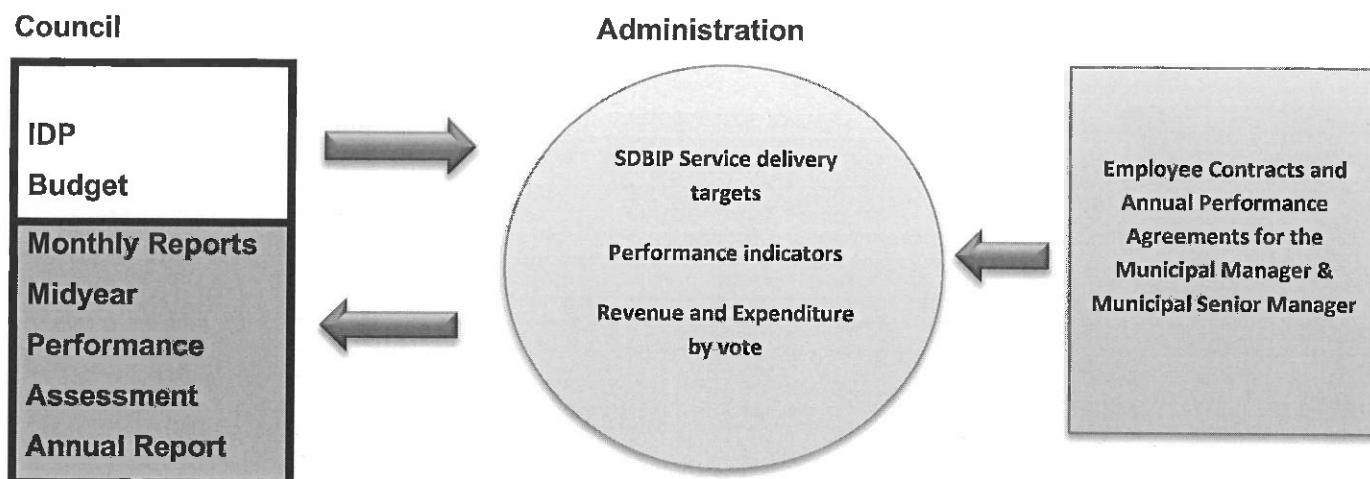 Council
IDP
Budget
Monthly Reports
Midyear
Performance
Assessment
Annual Report
Administration
SDBIP Service delivery
targets
Performance indicators
Revenue and Expenditure
by vote
Employee Contracts and
Annual Performance
Agreements for the
Municipal Manager &
Municipal Senior Manager